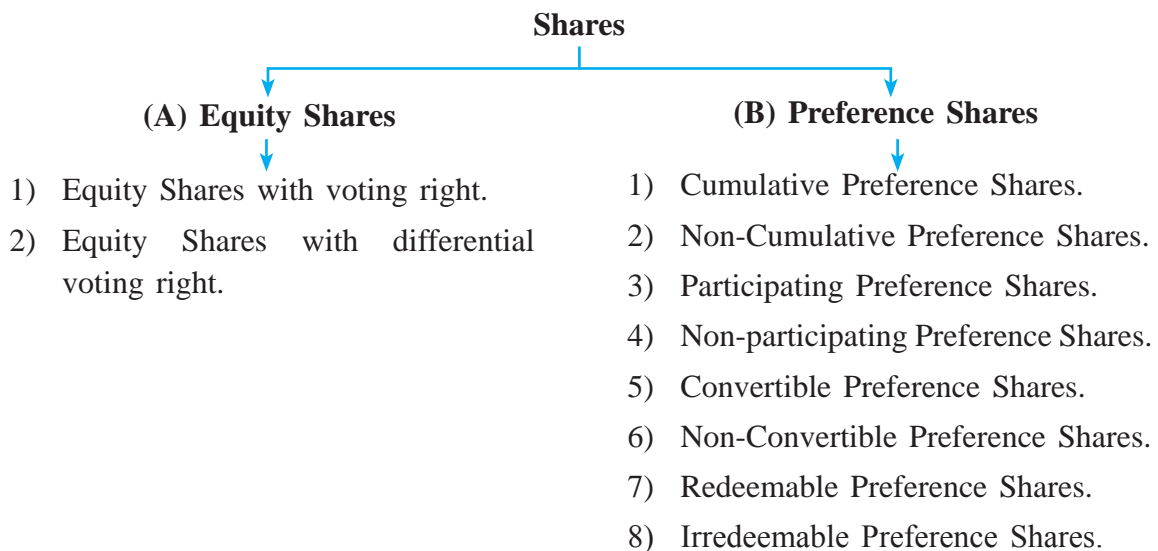 Shares
(A) Equity Shares
1) Equity Shares with voting right.
2) Equity Shares with differential
voting right.
(B) Preference Shares
1) Cumulative Preference Shares.
2) Non-Cumulative Preference Shares.
3) Participating Preference Shares.
4) Non-participating Preference Shares.
5) Convertible Preference Shares.
6) Non-Convertible Preference Shares.
7) Redeemable Preference Shares.
8) Irredeemable Preference Shares.